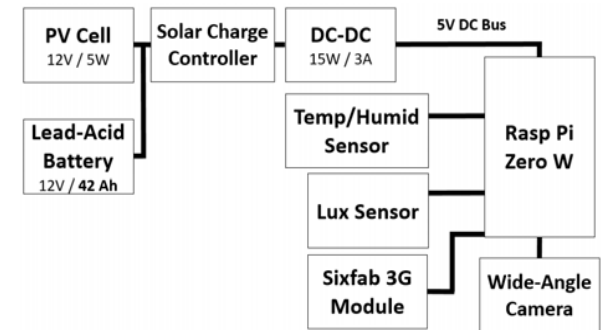 PV Cell
12V / 5W
Solar Charge
Controller
DC-DC
15W / 3A
5V DC Bus
Lead-Acid
Battery
12V / 42 Ah
Temp/Humid
Sensor
Rasp Pi
Zero W
Lux Sensor
Sixfab 3G
Module
Wide-Angle
Camera